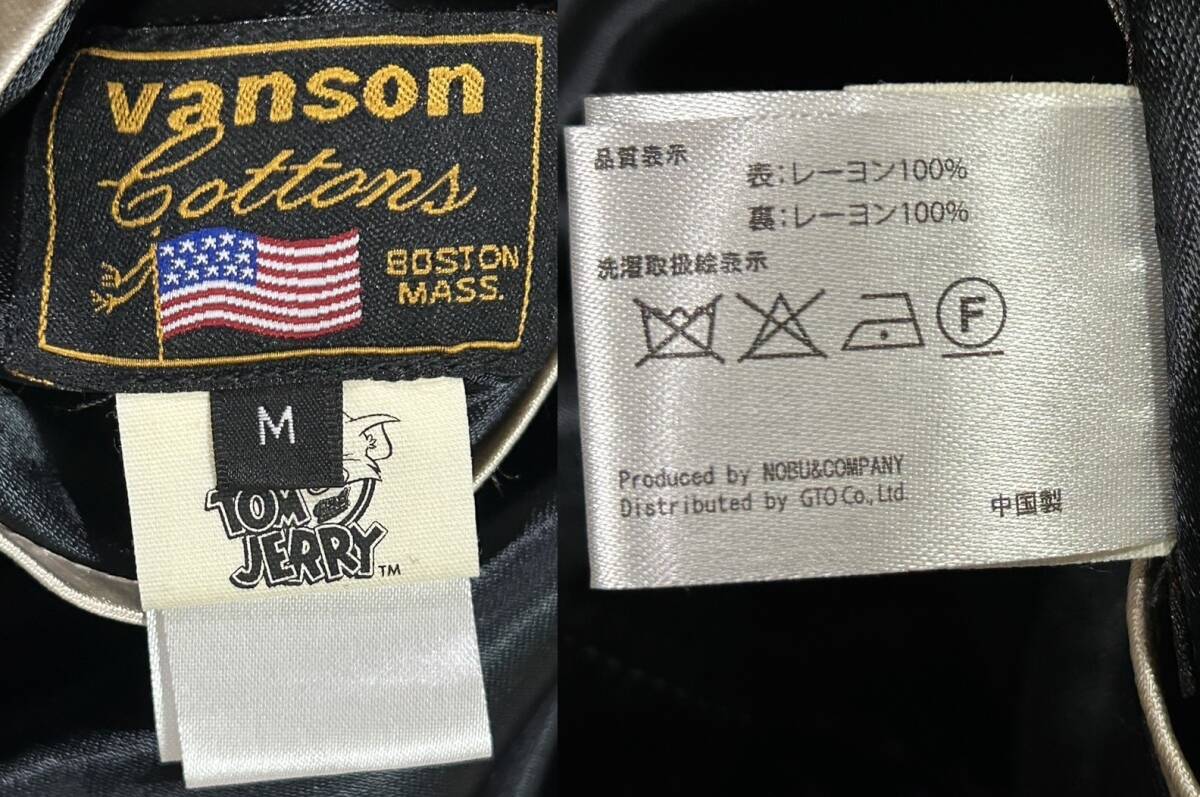 vanson
Cottons
BOSTON
MASS.
M
TOM
JERRY™
品質表示
表:レーヨン100%
裏:レーヨン100%
洗濯取扱絵表示
F
Produced by NOBU&COMPANY
Distributed by GTO Co., Ltd.
中国製